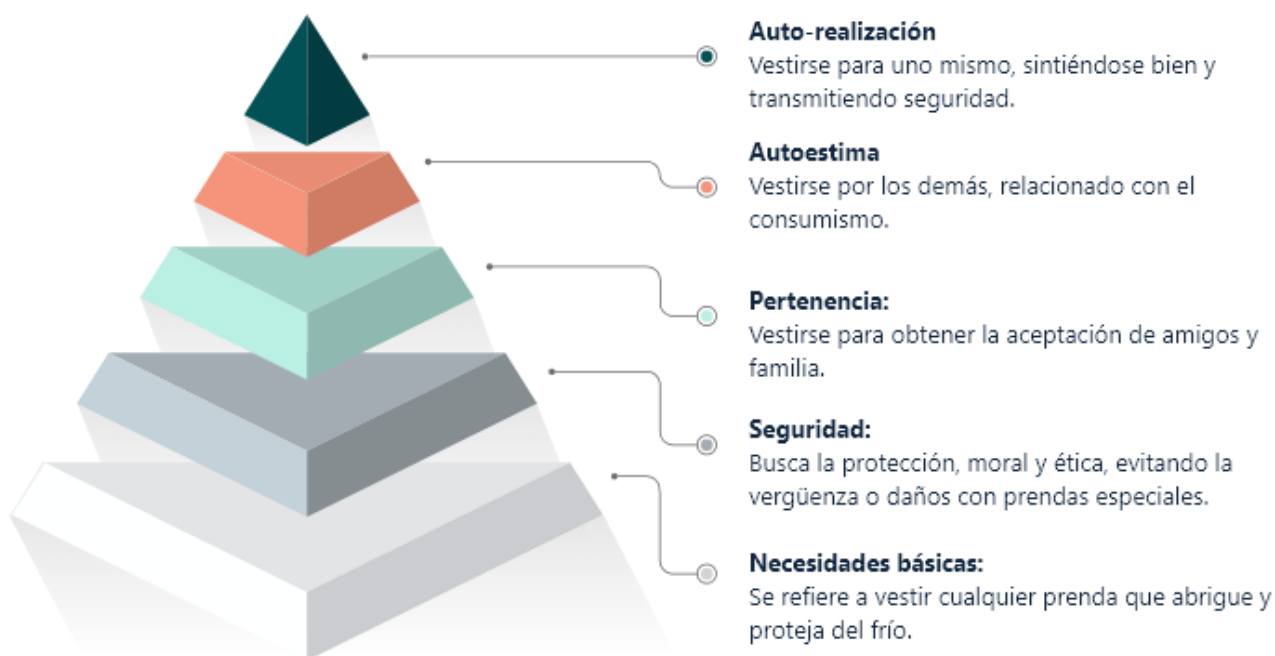 Auto-realización
Vestirse para uno mismo, sintiéndose bien y
transmitiendo seguridad.
Autoestima
Vestirse por los demás, relacionado con el
consumismo.
Pertenencia:
Vestirse para obtener la aceptación de amigos y
familia.
Seguridad:
Busca la protección, moral y ética, evitando la
vergüenza o daños con prendas especiales.
Necesidades básicas:
Se refiere a vestir cualquier prenda que abrigue y
proteja del frío.